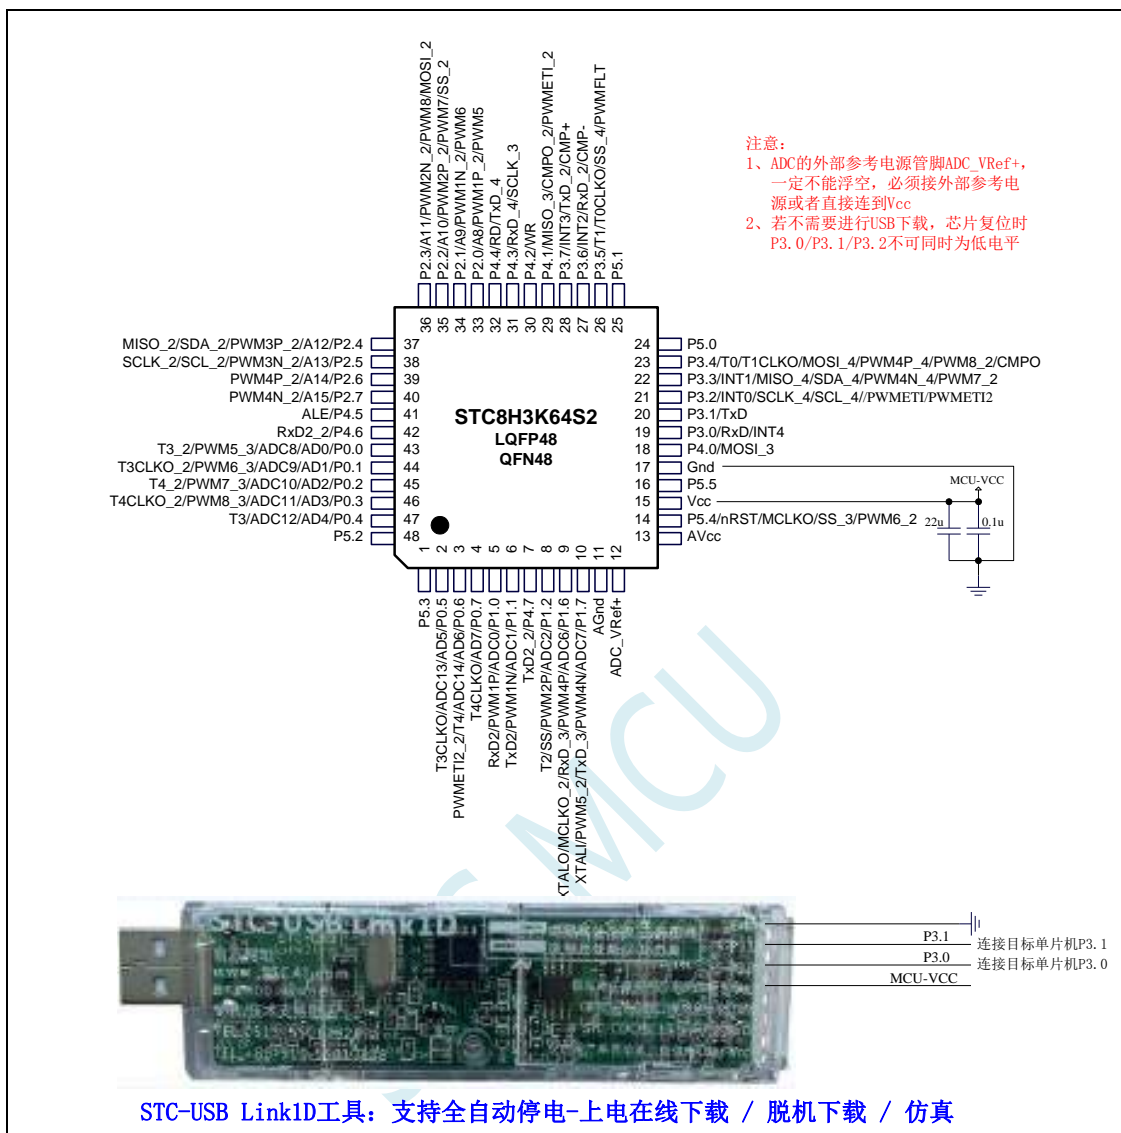 P2.3/A11/PWM2N_2/PWM8/MOSI_2
P2.2/A10/PWM2P_2/PWM7/SS_2
P2.1/A9/PWM1N_2/PWM6
P2.0/A8/PWM1P_2/PWM5
P4.4/RD/TxD_4
P4.3/RxD_4/SCLK_3
P4.2/WR
P4.1/MISO_3/CMPO_2/PWMETI_2
P3.7/INT3/TxD_2/CMP+
P3.6/INT2/RxD_2/CMP-
P3.5/T1/T0CLKO/SS_4/PWMFLT
P5.1
注意:
1、ADC的外部参考电源管脚ADC_VRef+,
一定不能浮空，必须接外部参考电
源或者直接连到Vcc
2、若不需要进行USB下载，芯片复位时
P3.0/P3.1/P3.2不可同时为低电平
36 35 34 33 32 31 30 29 28 27 26 25
MISO_2/SDA_2/PWM3P_2/A12/P2.4 37
SCLK_2/SCL_2/PWM3N_2/A13/P2.5 38
PWM4P_2/A14/P2.6 39
PWM4N_2/A15/P2.7 40
ALE/P4.5 41
RxD2_2/P4.6 42
T3_2/PWM5_3/ADC8/AD0/P0.0 43
T3CLKO_2/PWM6_3/ADC9/AD1/P0.1 44
T4_2/PWM7_3/ADC10/AD2/P0.2 45
T4CLKO_2/PWM8_3/ADC11/AD3/P0.3 46
T3/ADC12/AD4/P0.4 47
P5.2 48
STC8H3K64S2
LQFP48
QFN48
24 P5.0
23 P3.4/T0/T1CLKO/MOSI_4/PWM4P_4/PWM8_2/CMPO
22 P3.3/INT1/MISO_4/SDA_4/PWM4N_4/PWM7_2
21 P3.2/INT0/SCLK_4/SCL_4//PWMETI/PWMETI2
20 P3.1/TxD
19 P3.0/RxD/INT4
18 P4.0/MOSI_3
17 Gnd
16 P5.5
15 Vcc
14 P5.4/nRST/MCLKO/SS_3/PWM6_2
13 AVcc
MCU-VCC
22u 0.1u
1 2 3 4 5 6 7 8 9 10 11 12
P5.3
T3CLKO/ADC13/AD5/P0.5
PWMETI2_2/T4/ADC14/AD6/P0.6
T4CLKO/AD7/P0.7
RxD2/PWM1P/ADC0/P1.0
TxD2/PWM1N/ADC1/P1.1
TxD2_2/P4.7
T2/SS/PWM2P/ADC2/P1.2
XTALO/MCLKO_2/RxD_3/PWM4P/ADC6/P1.6
XTALI/PWM5_2/TxD_3/PWM4N/ADC7/P1.7
AGnd
ADC_VRef+
MCU
STC-USB Link1D
P3.1 连接目标单片机P3.1
P3.0 连接目标单片机P3.0
MCU-VCC
STC-USB Link1D工具: 支持全自动停电-上电在线下载 / 脱机下载 / 仿真